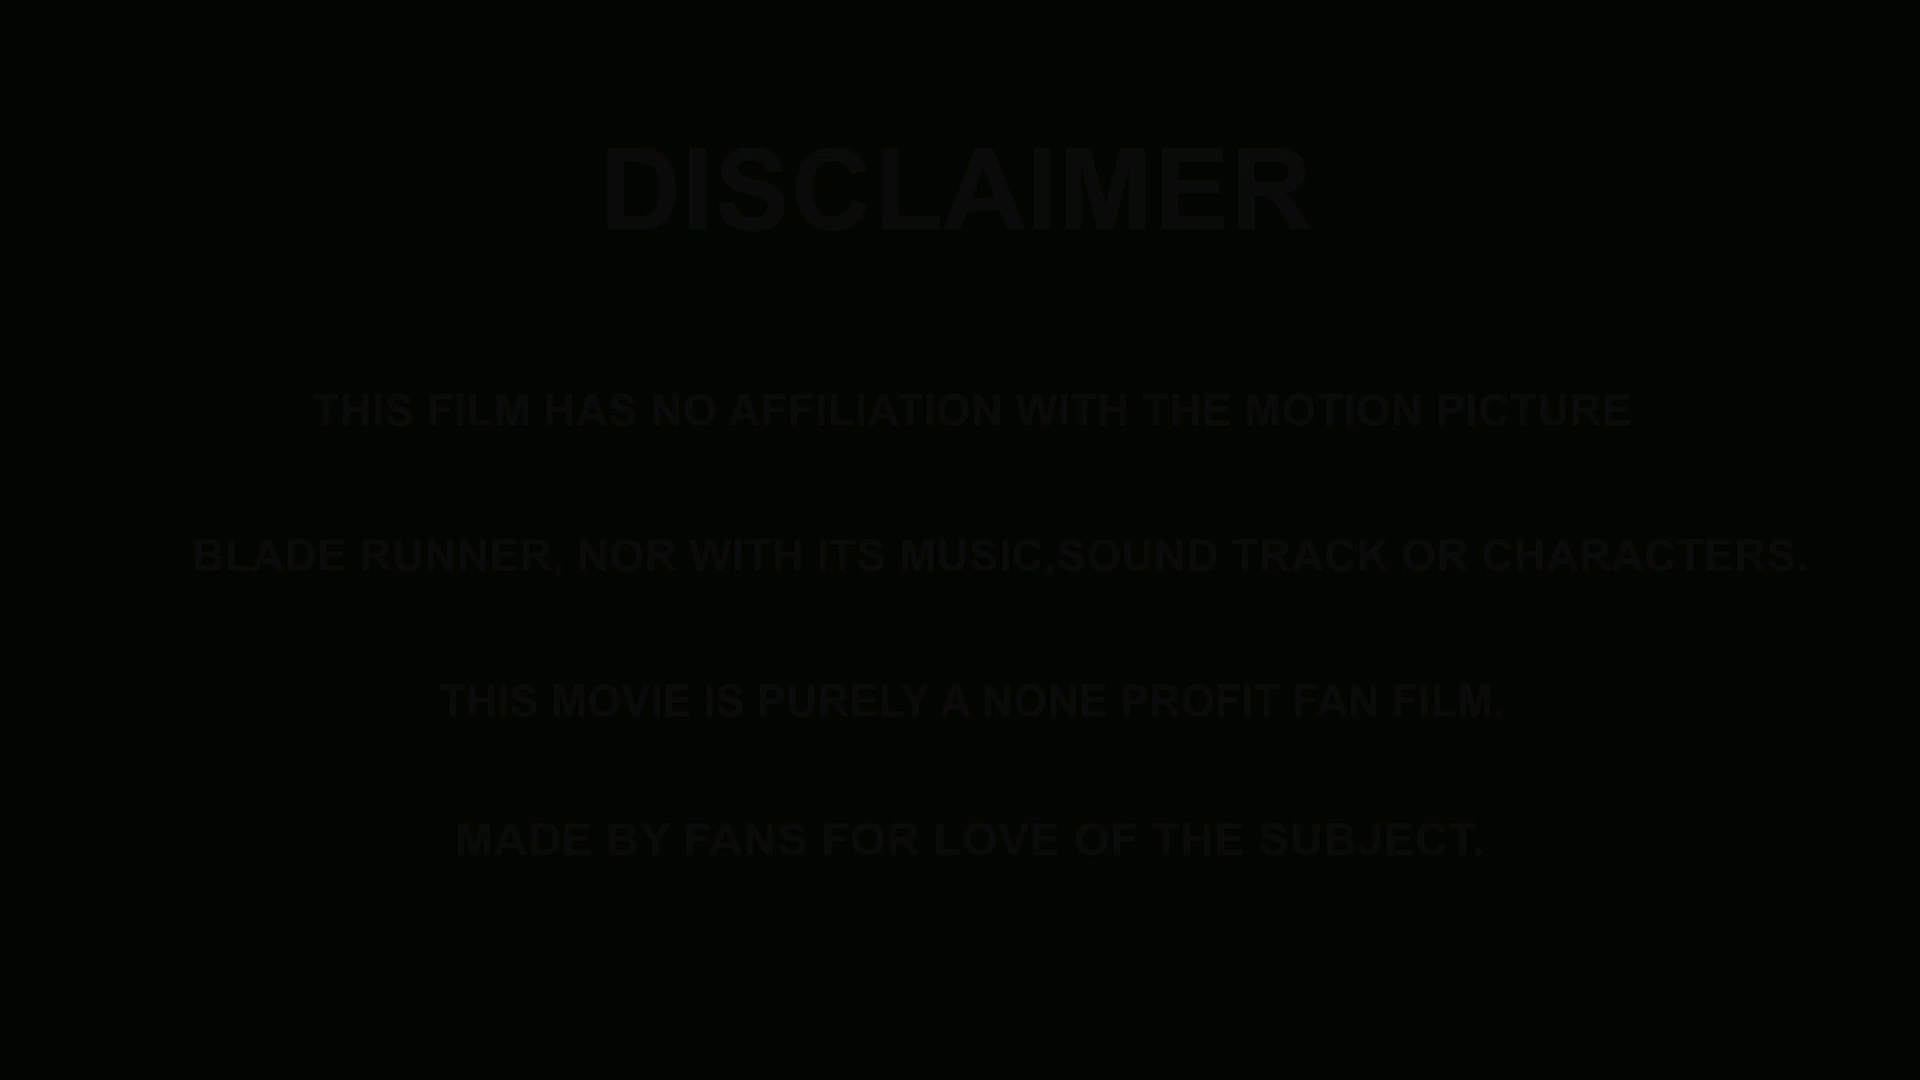 DISCLAIMER
THIS FILM HAS NO AFFILIATION WITH THE MOTION PICTURE
BLADE RUNNER, NOR WITH ITS MUSIC,SOUND TRACK OR CHARACTERS.
THIS MOVIE IS PURELY A NONE PROFIT FAN FILM.
MADE BY FANS FOR LOVE OF THE SUBJECT.